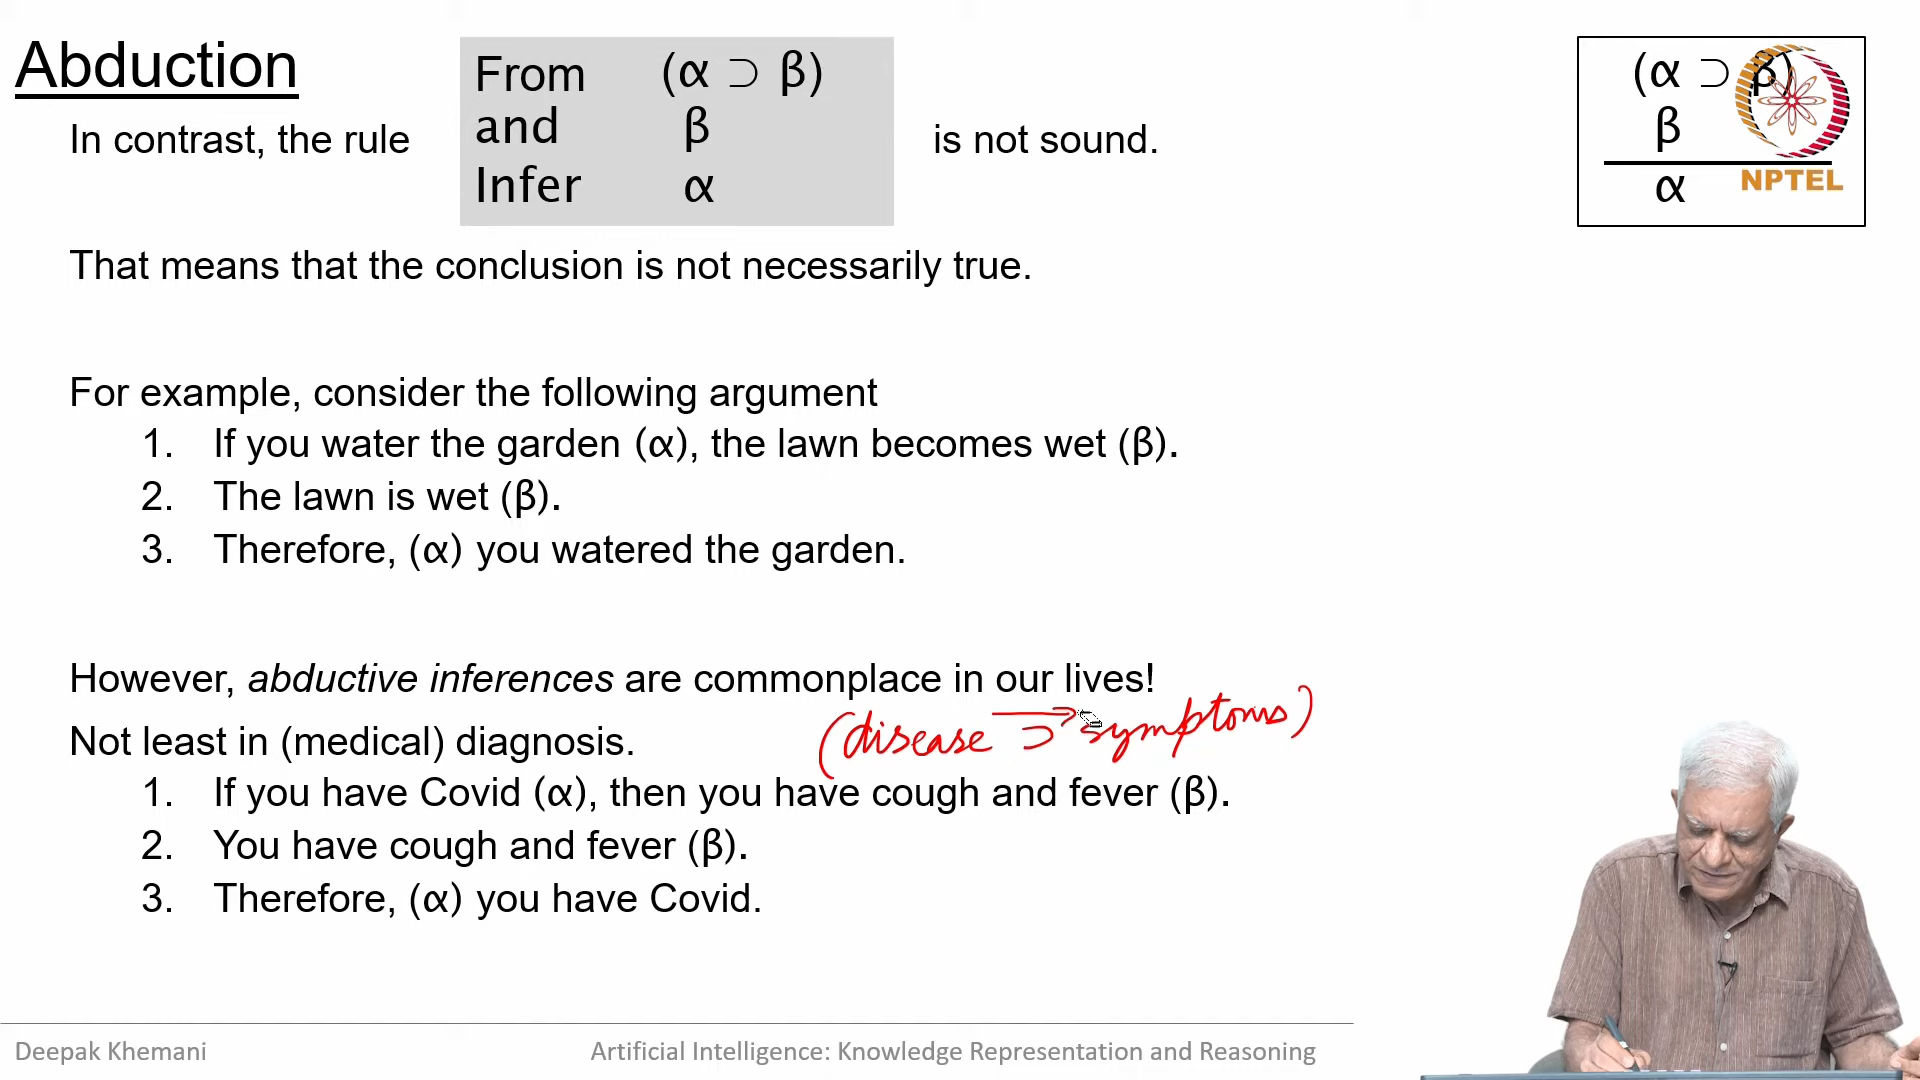 Abduction
From (α ⊃ β)
and β
Infer α
In contrast, the rule
is not sound.
(α ⊃ β)
β
α
NPTEL
That means that the conclusion is not necessarily true.
For example, consider the following argument
1. If you water the garden (α), the lawn becomes wet (β).
2. The lawn is wet (β).
3. Therefore, (α) you watered the garden.
However, abductive inferences are commonplace in our lives!
Not least in (medical) diagnosis.
(disease ⊃ symptoms)
1. If you have Covid (α), then you have cough and fever (β).
2. You have cough and fever (β).
3. Therefore, (α) you have Covid.
Deepak Khemani
Artificial Intelligence: Knowledge Representation and Reasoning